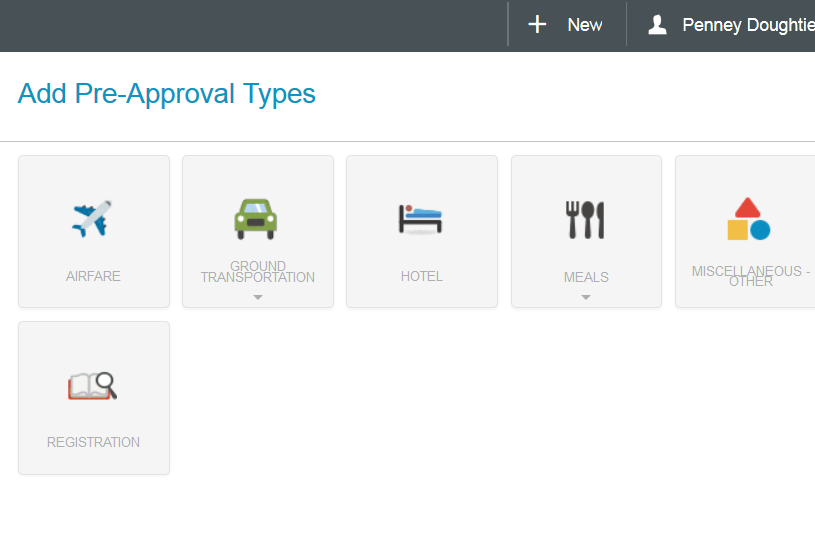 New
Penney Doughtie
Add Pre-Approval Types
AIRFARE
GROUND
TRANSPORTATION
HOTEL
MEALS
MISCELLANEOUS -
OTHER
REGISTRATION